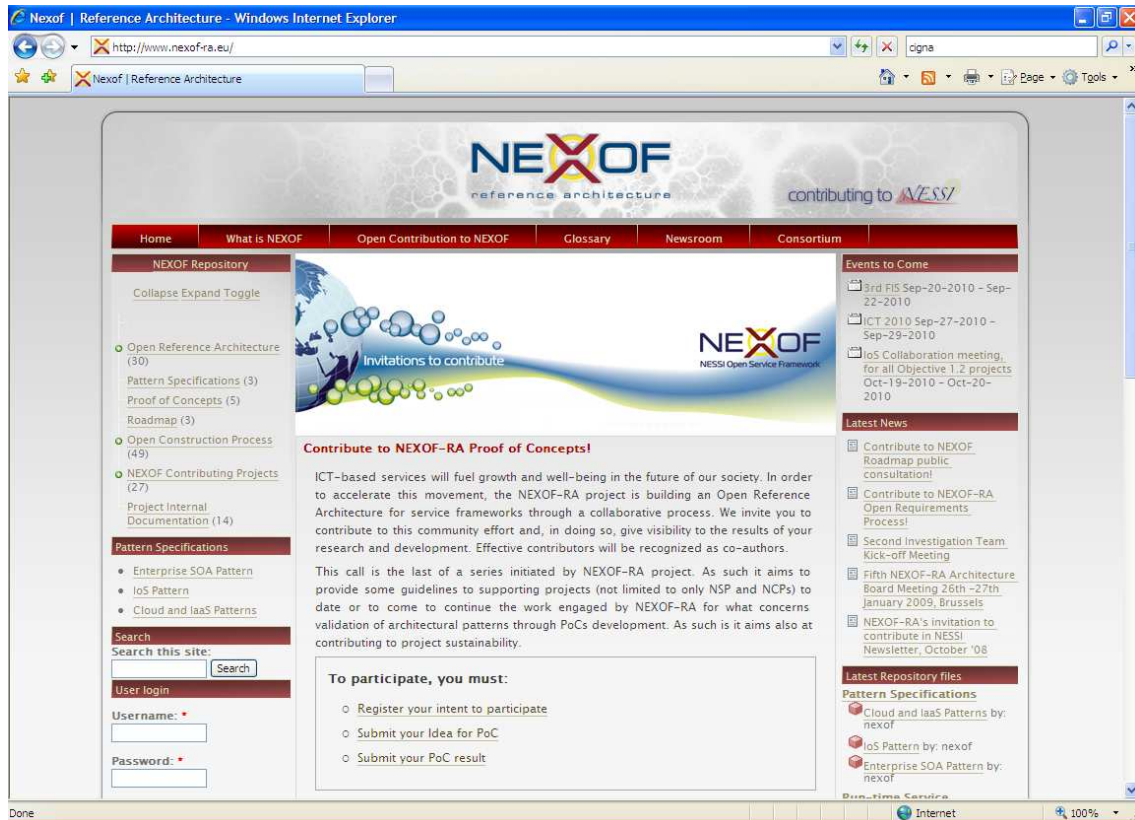 Nexof | Reference Architecture - Windows Internet Explorer
http://www.nexof-ra.eu/
cigna
Nexof | Reference Architecture
Page
Tools
NEXOF
reference architecture
contributing to NESSI
Home
What is NEXOF
Open Contribution to NEXOF
Glossary
Newsroom
Consortium
NEXOF Repository
Collapse Expand Toggle
Open Reference Architecture
(30)
Pattern Specifications (3)
Proof of Concepts (5)
Roadmap (3)
Open Construction Process
(49)
NEXOF Contributing Projects
(27)
Project Internal
Documentation (14)
Pattern Specifications
Enterprise SOA Pattern
IoS Pattern
Cloud and IaaS Patterns
Search
Search this site:
Search
User login
Username: *
Password: *
Invitations to contribute
NEXOF
NESSI Open Service Framework
Contribute to NEXOF-RA Proof of Concepts!
ICT-based services will fuel growth and well-being in the future of our society. In order
to accelerate this movement, the NEXOF-RA project is building an Open Reference
Architecture for service frameworks through a collaborative process. We invite you to
contribute to this community effort and, in doing so, give visibility to the results of your
research and development. Effective contributors will be recognized as co-authors.
This call is the last of a series initiated by NEXOF-RA project. As such it aims to
provide some guidelines to supporting projects (not limited to only NSP and NCPs) to
date or to come to continue the work engaged by NEXOF-RA for what concerns
validation of architectural patterns through PoCs development. As such is it aims also at
contributing to project sustainability.
To participate, you must:
Register your intent to participate
Submit your Idea for PoC
Submit your PoC result
Events to Come
3rd FIS Sep-20-2010 - Sep-
22-2010
ICT 2010 Sep-27-2010 -
Sep-29-2010
IoS Collaboration meeting,
for all Objective 1.2 projects
Oct-19-2010 - Oct-20-
2010
Latest News
Contribute to NEXOF
Roadmap public
consultation!
Contribute to NEXOF-RA
Open Requirements
Process!
Second Investigation Team
Kick-off Meeting
Fifth NEXOF-RA Architecture
Board Meeting 26th -27th
January 2009, Brussels
NEXOF-RA's invitation to
contribute in NESSI
Newsletter, October '08
Latest Repository files
Pattern Specifications
Cloud and IaaS Patterns by:
nexof
IoS Pattern by: nexof
Enterprise SOA Pattern by:
nexof
Run-time Service
Done
Internet
100%